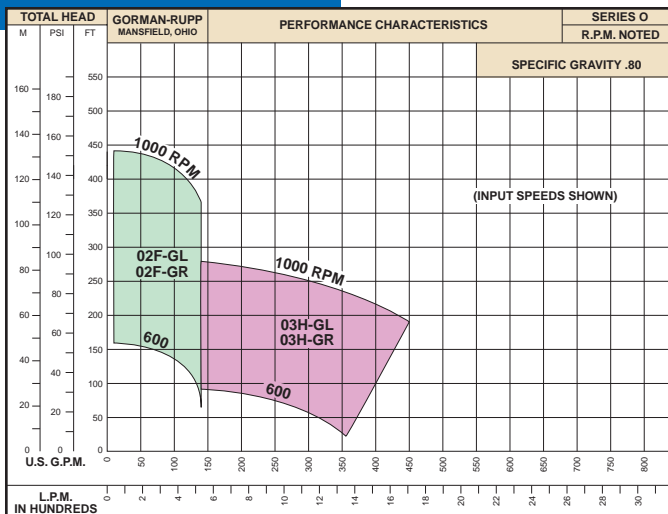 TOTAL HEAD
M PSI FT
GORMAN-RUPP
MANSFIELD, OHIO
PERFORMANCE CHARACTERISTICS
SERIES O
R.P.M. NOTED
SPECIFIC GRAVITY .80
160
140
120
100
80
60
40
20
0
180
160
140
120
100
80
60
40
20
0
550
500
450
400
350
300
250
200
150
100
50
0
1000 RPM
(INPUT SPEEDS SHOWN)
02F-GL
02F-GR
1000 RPM
03H-GL
03H-GR
600
600
U.S. G.P.M. 0 50 100 150 200 250 300 350 400 450 500 550 600 650 700 750 800
L.P.M.
IN HUNDREDS
0 2 4 6 8 10 12 14 16 18 20 22 24 26 28 30